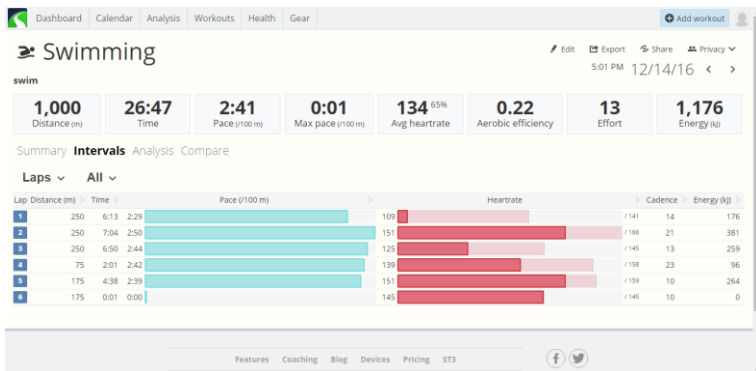 Dashboard Calendar Analysis Workouts Health Gear Add workout
Swimming
Edit Export Share Privacy
5:01 PM 12/14/16 < >
swim
1,000 26:47 2:41 0:01 134 65% 0.22 13 1,176
Distance (m) Time Pace (/100 m) Max pace (/100 m) Avg heartrate Aerobic efficiency Effort Energy (kJ)
Summary Intervals Analysis Compare
Laps All
Lap Distance (m) > Time > Pace (/100 m) > Heartrate > Cadence > Energy (kJ) >
1 250 6:13 2:29 109 / 141 14 176
2 250 7:04 2:50 151 / 166 21 381
3 250 6:50 2:44 125 / 145 13 259
4 75 2:01 2:42 139 / 158 23 96
5 175 4:38 2:39 151 / 159 10 264
6 175 0:01 0:00 145 / 145 10 0
Features Coaching Blog Devices Pricing ST3